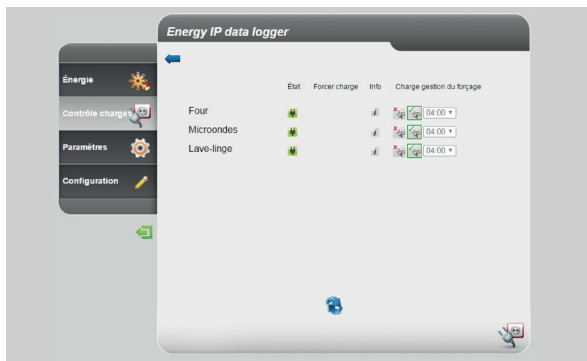 Energy IP data logger
Énergie
Contrôle charges
Paramètres
Configuration
État Forcer charge Info Charge gestion du forçage
Four 04:00
Microondes 04:00
Lave-linge 04:00